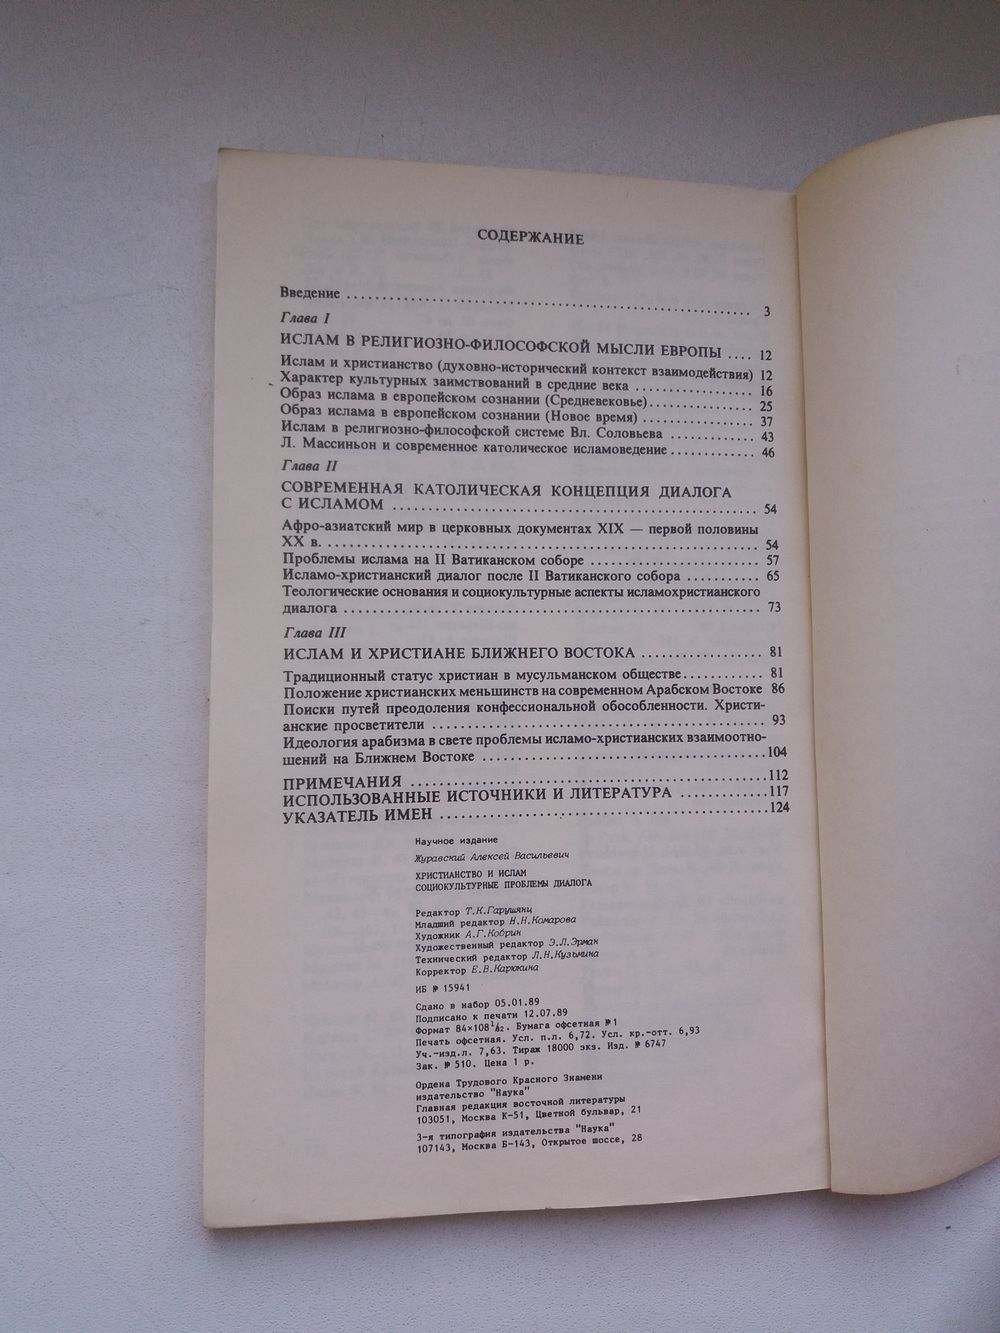 СОДЕРЖАНИЕ
Введение ........ 3
Глава I
ИСЛАМ В РЕЛИГИОЗНО-ФИЛОСОФСКОЙ МЫСЛИ ЕВРОПЫ .... 12
Ислам и христианство (духовно-исторический контекст взаимодействия) 12
Характер культурных заимствований в средние века ........ 16
Образ ислама в европейском сознании (Средневековье)........ 25
Образ ислама в европейском сознании (Новое время) ........ 37
Ислам в религиозно-философской системе Вл. Соловьева ........ 43
Л. Массиньон и современное католическое исламоведение ........ 46
Глава II
СОВРЕМЕННАЯ КАТОЛИЧЕСКАЯ КОНЦЕПЦИЯ ДИАЛОГА
С ИСЛАМОМ ........ 54
Афро-азиатский мир в церковных документах XIX — первой половины
XX в. ........ 54
Проблемы ислама на II Ватиканском соборе ........ 57
Исламо-христианский диалог после II Ватиканского собора ........ 65
Теологические основания и социокультурные аспекты исламохристианского
диалога ........ 73
Глава III
ИСЛАМ И ХРИСТИАНЕ БЛИЖНЕГО ВОСТОКА ........ 81
Традиционный статус христиан в мусульманском обществе ........ 81
Положение христианских меньшинств на современном Арабском Востоке 86
Поиски путей преодоления конфессиональной обособленности. Христи-
анские просветители ........ 93
Идеология арабизма в свете проблемы исламо-христианских взаимоотно-
шений на Ближнем Востоке ........ 104
ПРИМЕЧАНИЯ ........ 112
ИСПОЛЬЗОВАННЫЕ ИСТОЧНИКИ И ЛИТЕРАТУРА ........ 117
УКАЗАТЕЛЬ ИМЕН ........ 124
Научное издание
Журавский Алексей Васильевич
ХРИСТИАНСТВО И ИСЛАМ
СОЦИОКУЛЬТУРНЫЕ ПРОБЛЕМЫ ДИАЛОГА
Редактор Т.К.Гарушянц
Младший редактор Н.Н.Комарова
Художник А.Г.Кобрин
Художественный редактор Э.Л.Эрман
Технический редактор Л.Н.Кузьмина
Корректор Е.В.Карюкина
ИБ № 15941
Сдано в набор 05.01.89
Подписано к печати 12.07.89
Формат 84×108 1/32. Бумага офсетная №1
Печать офсетная. Усл. п.л. 6,72. Усл. кр.-отт. 6,93
Уч.-изд.л. 7,63. Тираж 18000 экз. Изд. № 6747
Зак. № 510. Цена 1 р.
Ордена Трудового Красного Знамени
издательство "Наука"
Главная редакция восточной литературы
103051, Москва К-51, Цветной бульвар, 21
3-я типография издательства "Наука"
107143, Москва Б-143, Открытое шоссе, 28